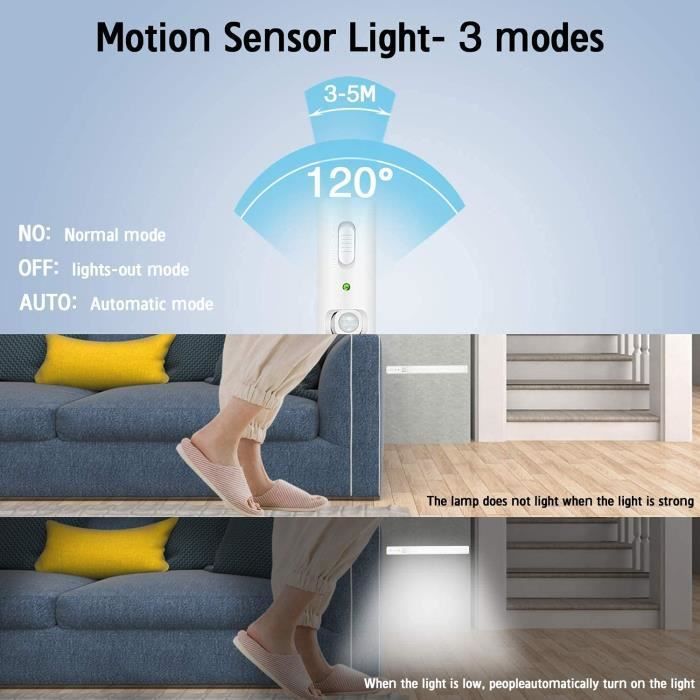 Motion Sensor Light- 3 modes
3-5M
120°
NO: Normal mode
OFF: lights-out mode
AUTO: Automatic mode
The lamp does not light when the light is strong
When the light is low, peopleautomatically turn on the light